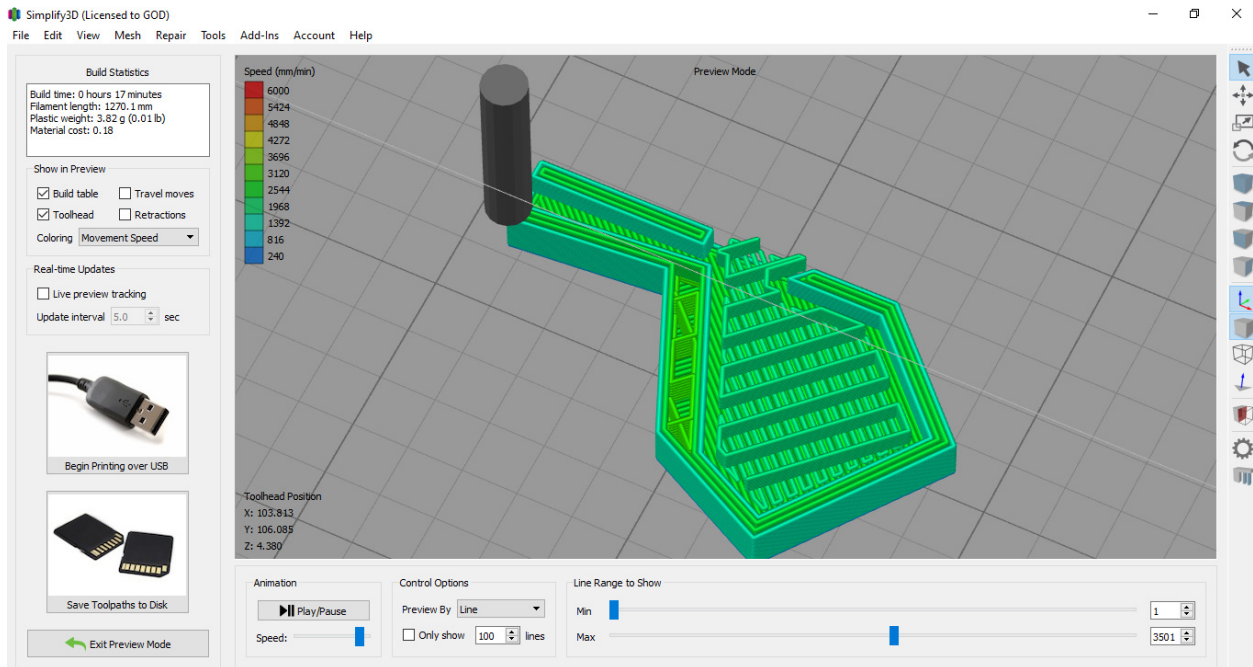 Simplify3D (Licensed to GOD)
File Edit View Mesh Repair Tools Add-Ins Account Help
Build Statistics
Build time: 0 hours 17 minutes
Filament length: 1270.1 mm
Plastic weight: 3.82 g (0.01 lb)
Material cost: 0.18
Show in Preview
Build table Travel moves
Toolhead Retractions
Coloring Movement Speed
Real-time Updates
Live preview tracking
Update interval 5.0 sec
Begin Printing over USB
Save Toolpaths to Disk
Exit Preview Mode
Speed (mm/min)
6000
5424
4848
4272
3696
3120
2544
1968
1392
816
240
Preview Mode
Toolhead Position
X: 103.813
Y: 106.085
Z: 4.380
Animation
Play/Pause
Speed:
Control Options
Preview By Line
Only show 100 lines
Line Range to Show
Min 1
Max 3501